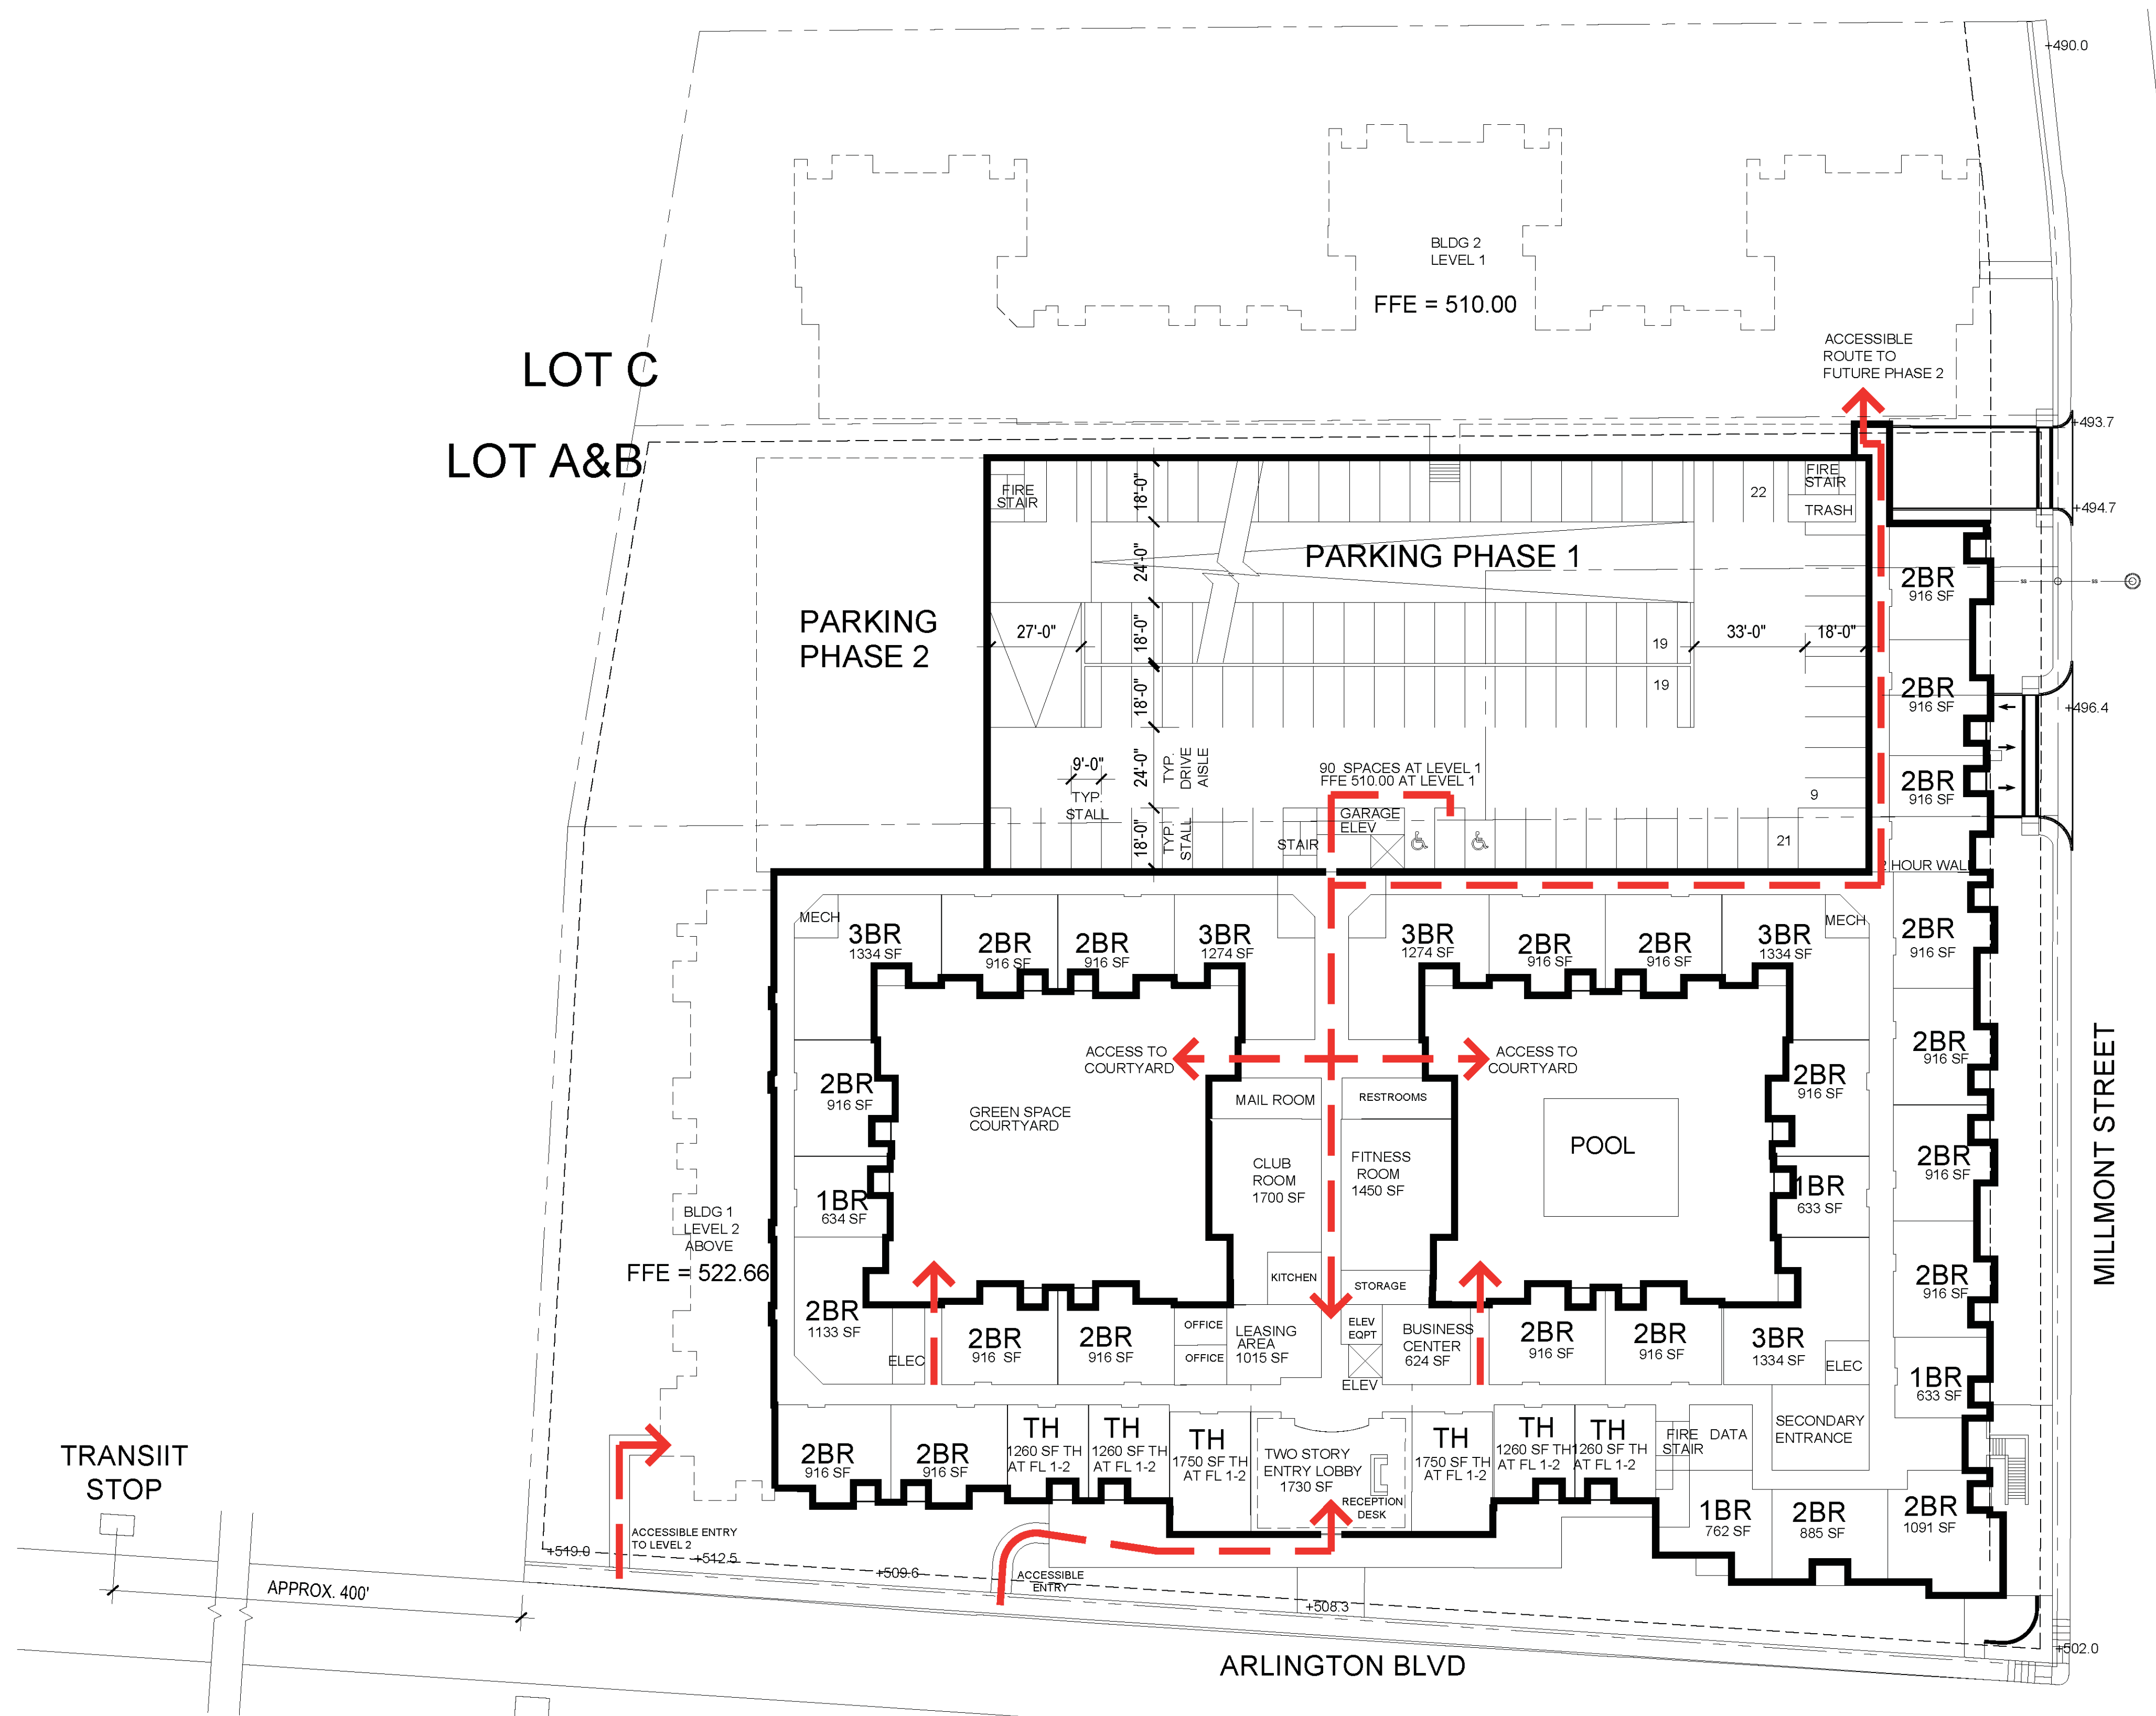 +490.0
BLDG 2
LEVEL 1
FFE = 510.00
ACCESSIBLE
ROUTE TO
FUTURE PHASE 2
LOT C
LOT A&B
+493.7
+494.7
FIRE
STAIR
18'-0"
22
FIRE
STAIR
TRASH
PARKING PHASE 1
24'-0"
2BR
916 SF
SS
SS
PARKING
PHASE 2
27'-0"
18'-0"
19
33'-0"
18'-0"
19
18'-0"
2BR
916 SF
+496.4
9'-0"
TYP.
STALL
24'-0"
TYP.
DRIVE
AISLE
90 SPACES AT LEVEL 1
FFE 510.00 AT LEVEL 1
2BR
916 SF
9
GARAGE
ELEV
STAIR
18'-0"
TYP.
STALL
21
2 HOUR WALL
MECH
3BR
1334 SF
2BR
916 SF
2BR
916 SF
3BR
1274 SF
3BR
1274 SF
2BR
916 SF
2BR
916 SF
3BR
1334 SF
MECH
2BR
916 SF
ACCESS TO
COURTYARD
ACCESS TO
COURTYARD
2BR
916 SF
2BR
916 SF
2BR
916 SF
GREEN SPACE
COURTYARD
MAIL ROOM
RESTROOMS
POOL
MILLMONT STREET
CLUB
ROOM
1700 SF
FITNESS
ROOM
1450 SF
2BR
916 SF
1BR
634 SF
1BR
633 SF
BLDG 1
LEVEL 2
ABOVE
FFE = 522.66
KITCHEN
STORAGE
2BR
916 SF
2BR
1133 SF
ELEC
2BR
916 SF
2BR
916 SF
OFFICE
OFFICE
LEASING
AREA
1015 SF
ELEV
EQPT
ELEV
BUSINESS
CENTER
624 SF
2BR
916 SF
2BR
916 SF
3BR
1334 SF
ELEC
1BR
633 SF
2BR
916 SF
2BR
916 SF
TH
1260 SF TH
AT FL 1-2
TH
1260 SF TH
AT FL 1-2
TH
1750 SF TH
AT FL 1-2
TWO STORY
ENTRY LOBBY
1730 SF
RECEPTION
DESK
TH
1750 SF TH
AT FL 1-2
TH
1260 SF TH
AT FL 1-2
TH
1260 SF TH
AT FL 1-2
FIRE
STAIR
DATA
SECONDARY
ENTRANCE
1BR
762 SF
2BR
885 SF
2BR
1091 SF
TRANSIIT
STOP
ACCESSIBLE ENTRY
TO LEVEL 2
+519.0
+512.5
+509.6
ACCESSIBLE
ENTRY
+508.3
APPROX. 400'
+502.0
ARLINGTON BLVD